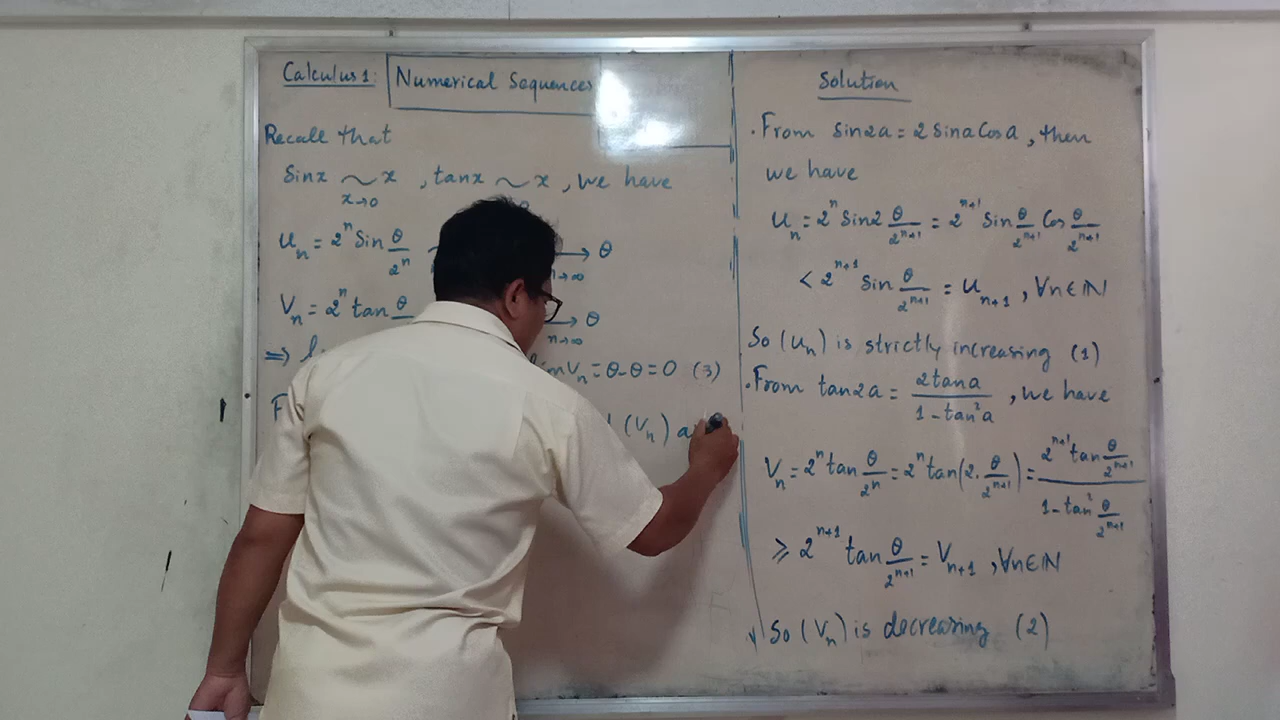 Calculus 1: Numerical Sequences
Recall that
Sinx ~ x , tanx ~ x , we have
x→0
Uₙ = 2ⁿ Sin θ/2ⁿ → θ
n→∞
Vₙ = 2ⁿ tan θ → θ
n→∞
⇒ Vₙ = θ-θ = 0 (3)
(Vₙ)
Solution
. From Sin2a = 2 Sina Cosa , then
we have
Uₙ = 2ⁿ Sin2 θ/2ⁿ⁺¹ = 2ⁿ⁺¹ Sin θ/2ⁿ⁺¹ Cos θ/2ⁿ⁺¹
< 2ⁿ⁺¹ Sin θ/2ⁿ⁺¹ = Uₙ₊₁ , ∀n∈ℕ
So (Uₙ) is strictly increasing (1)
. From tan2a = 2tana/(1-tan²a) , we have
Vₙ = 2ⁿ tan θ/2ⁿ = 2ⁿ tan(2. θ/2ⁿ⁺¹) = (2ⁿ⁺¹ tan θ/2ⁿ⁺¹)/(1-tan² θ/2ⁿ⁺¹)
≥ 2ⁿ⁺¹ tan θ/2ⁿ⁺¹ = Vₙ₊₁ , ∀n∈ℕ
So (Vₙ) is decreasing (2)